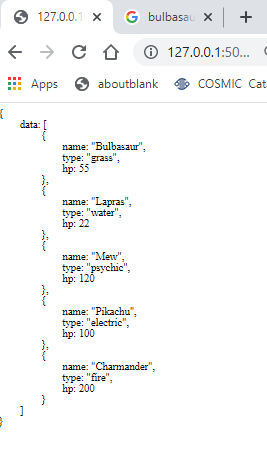 127.0.0.1
bulbasau
127.0.0.1:50...
Apps
aboutblank
COSMIC Cat
{
data: [
{
name: "Bulbasaur",
type: "grass",
hp: 55
},
{
name: "Lapras",
type: "water",
hp: 22
},
{
name: "Mew",
type: "psychic",
hp: 120
},
{
name: "Pikachu",
type: "electric",
hp: 100
},
{
name: "Charmander",
type: "fire",
hp: 200
}
]
}